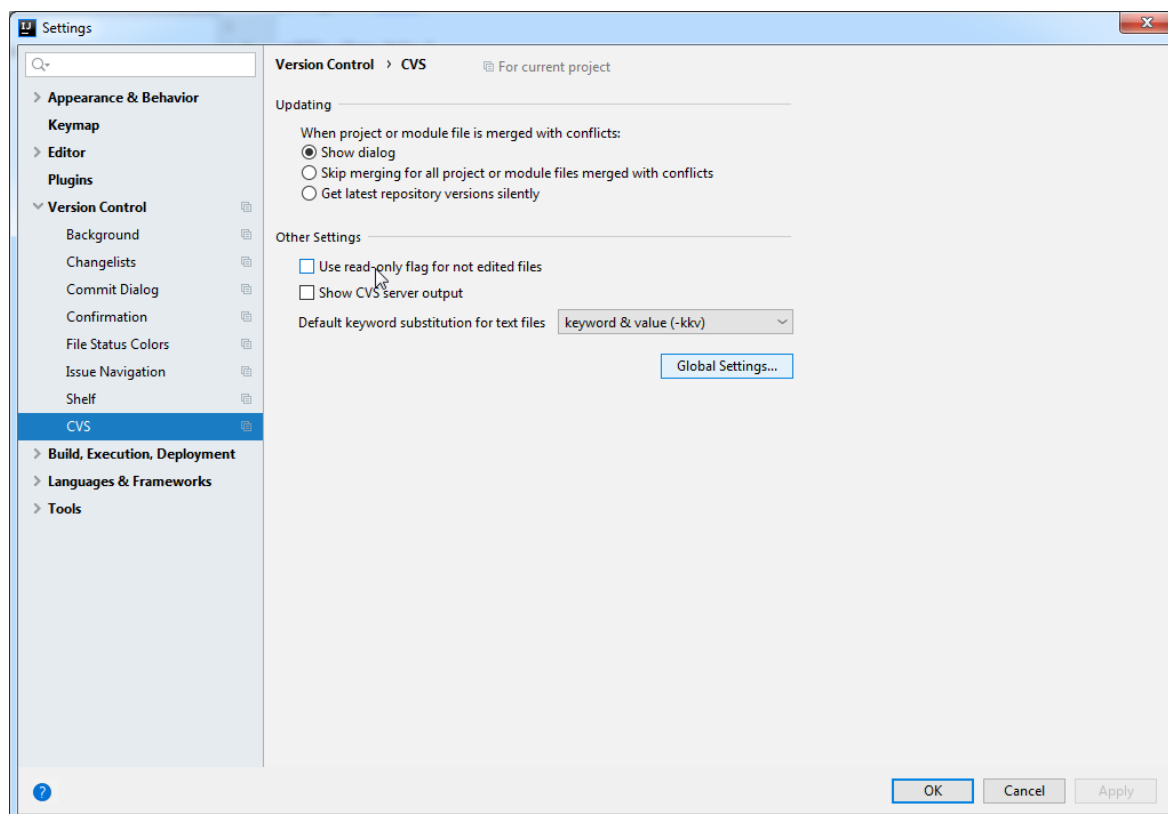 IJ Settings
Version Control › CVS For current project
Appearance & Behavior
Keymap
Editor
Plugins
Version Control
Background
Changelists
Commit Dialog
Confirmation
File Status Colors
Issue Navigation
Shelf
CVS
Build, Execution, Deployment
Languages & Frameworks
Tools
Updating
When project or module file is merged with conflicts:
Show dialog
Skip merging for all project or module files merged with conflicts
Get latest repository versions silently
Other Settings
Use read-only flag for not edited files
Show CVS server output
Default keyword substitution for text files keyword & value (-kkv)
Global Settings...
? OK Cancel Apply